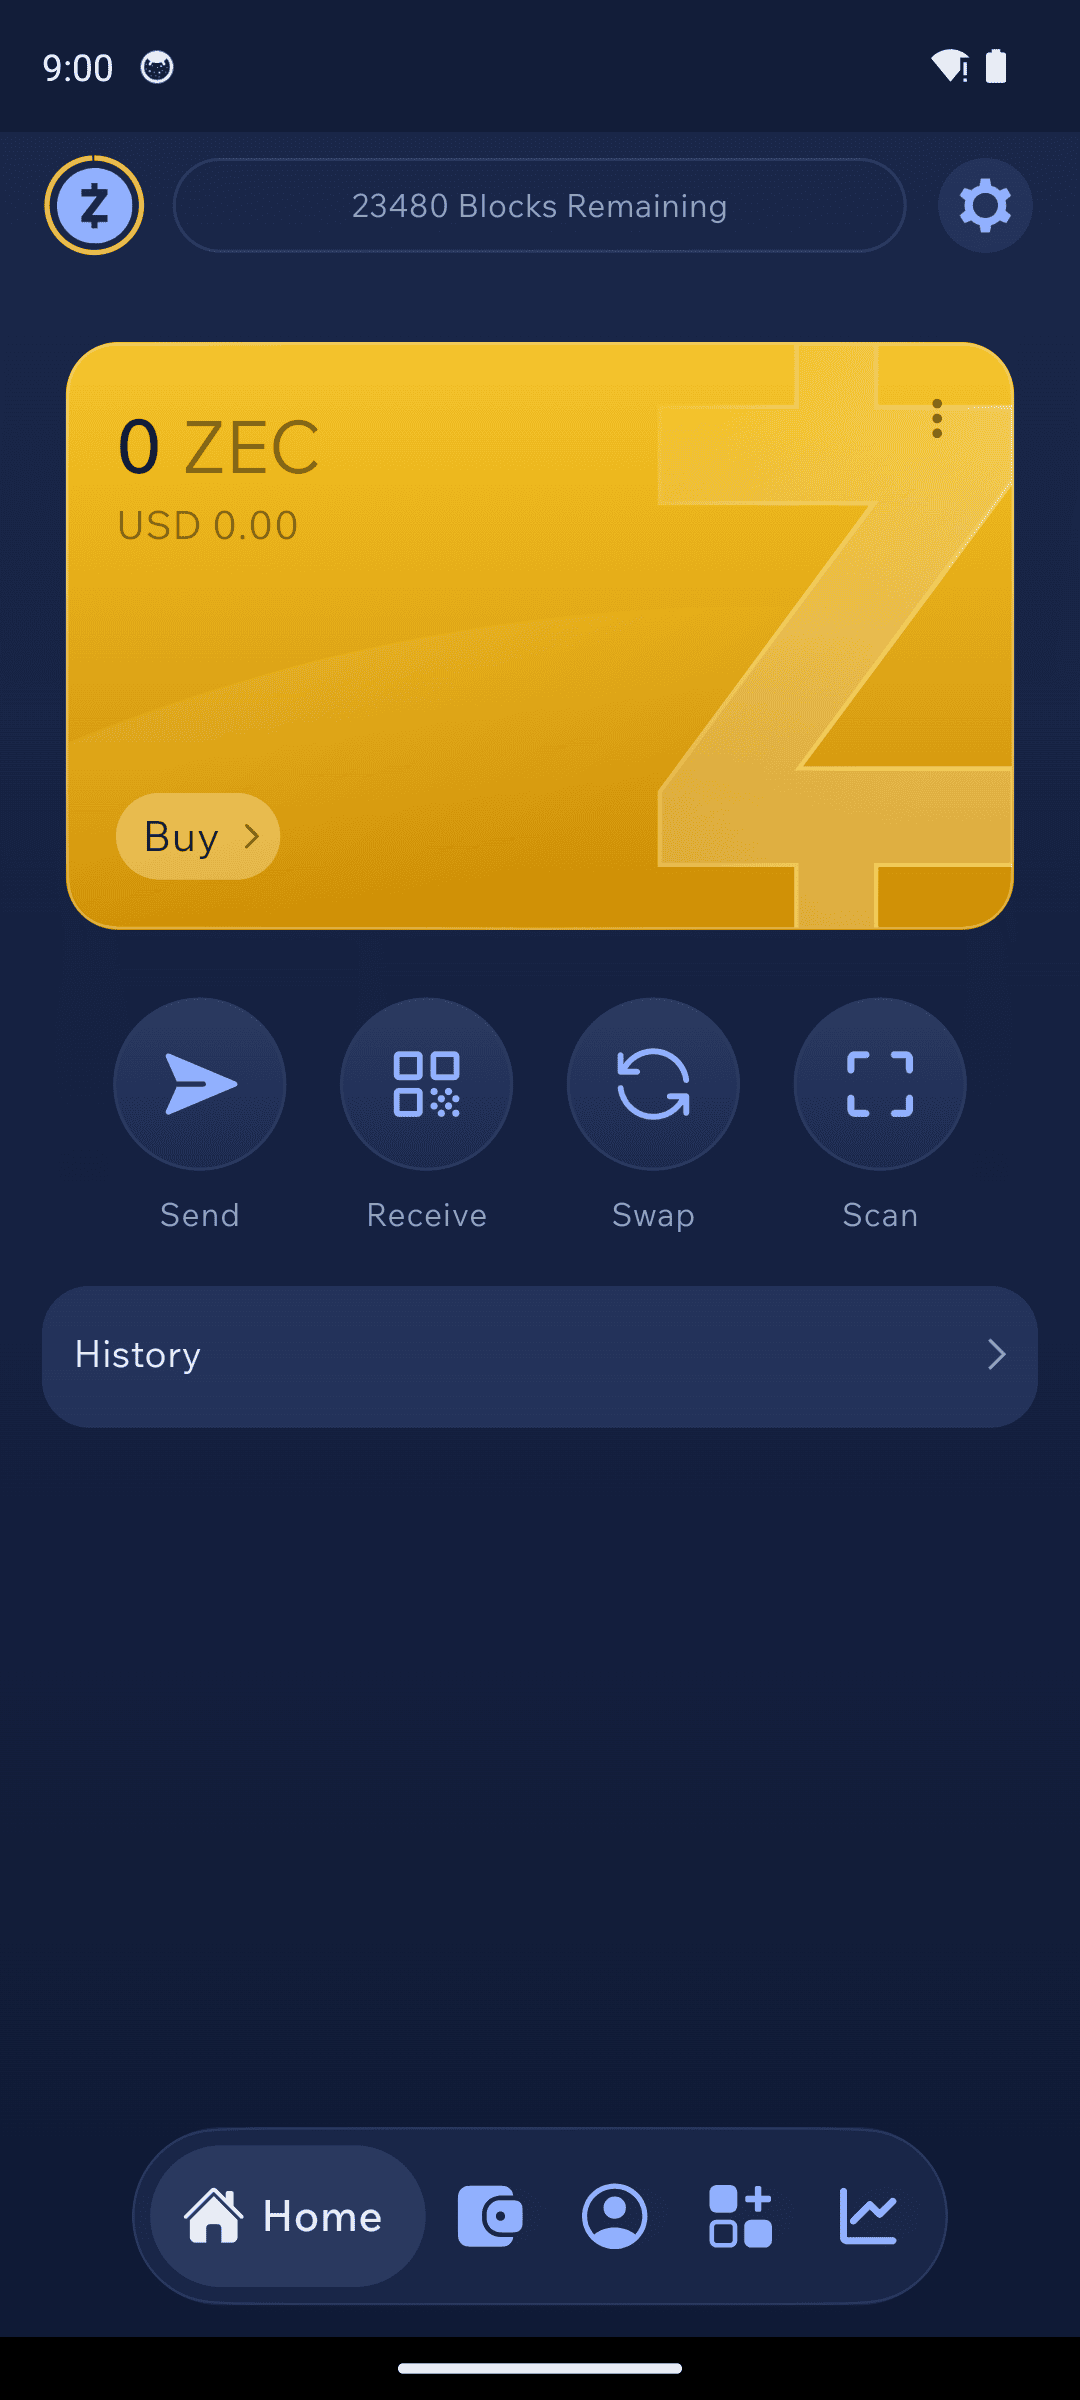 9:00
23480 Blocks Remaining
0 ZEC
USD 0.00
Buy
Send Receive Swap Scan
History
Home